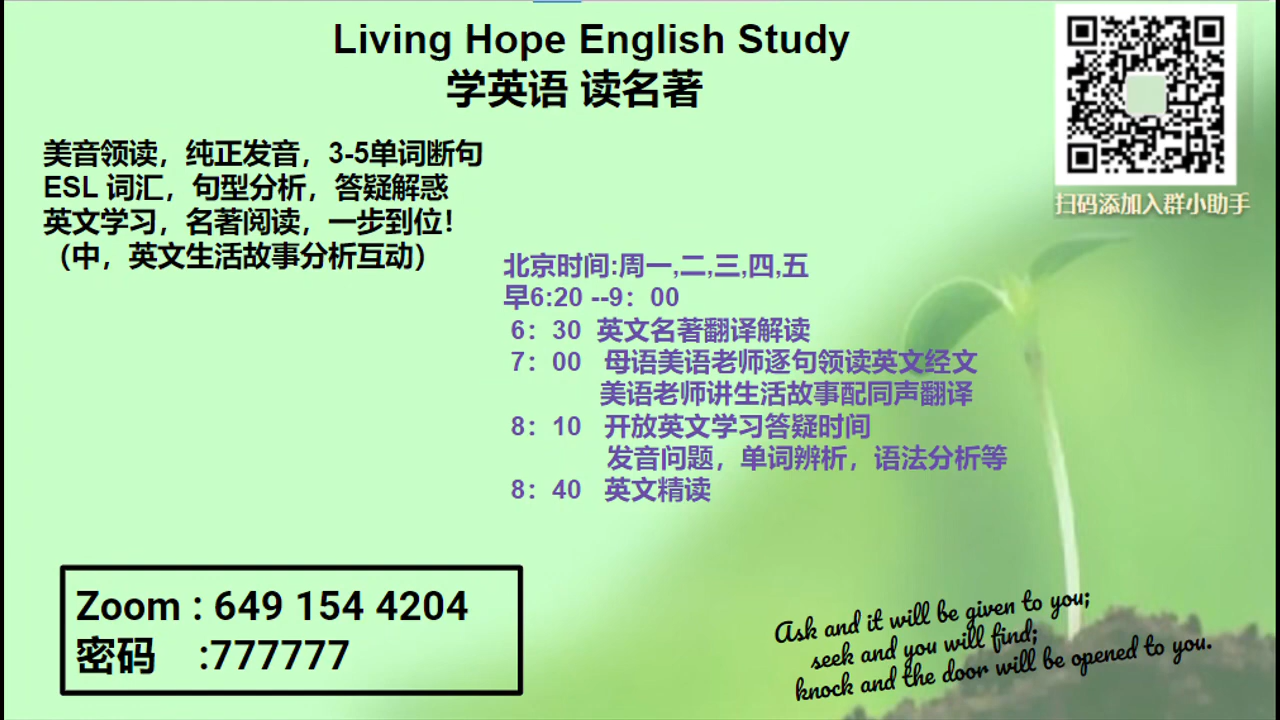 Living Hope English Study
学英语 读名著
扫码添加入群小助手
美音领读，纯正发音，3-5单词断句
ESL 词汇，句型分析，答疑解惑
英文学习，名著阅读，一步到位！
（中，英文生活故事分析互动）
北京时间:周一,二,三,四,五
早6:20 --9：00
6：30 英文名著翻译解读
7：00 母语美语老师逐句领读英文经文
美语老师讲生活故事配同声翻译
8：10 开放英文学习答疑时间
发音问题，单词辨析，语法分析等
8：40 英文精读
Zoom : 649 154 4204
密码 :777777
Ask and it will be given to you;
seek and you will find;
knock and the door will be opened to you.